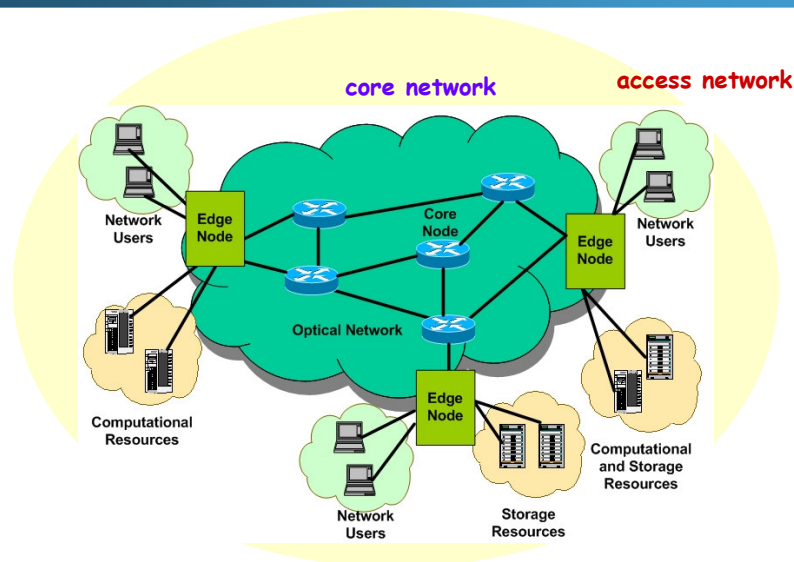 core network
access network
Network
Users
Edge
Node
Core
Node
Edge
Node
Network
Users
Optical Network
Computational
Resources
Edge
Node
Computational
and Storage
Resources
Network
Users
Storage
Resources